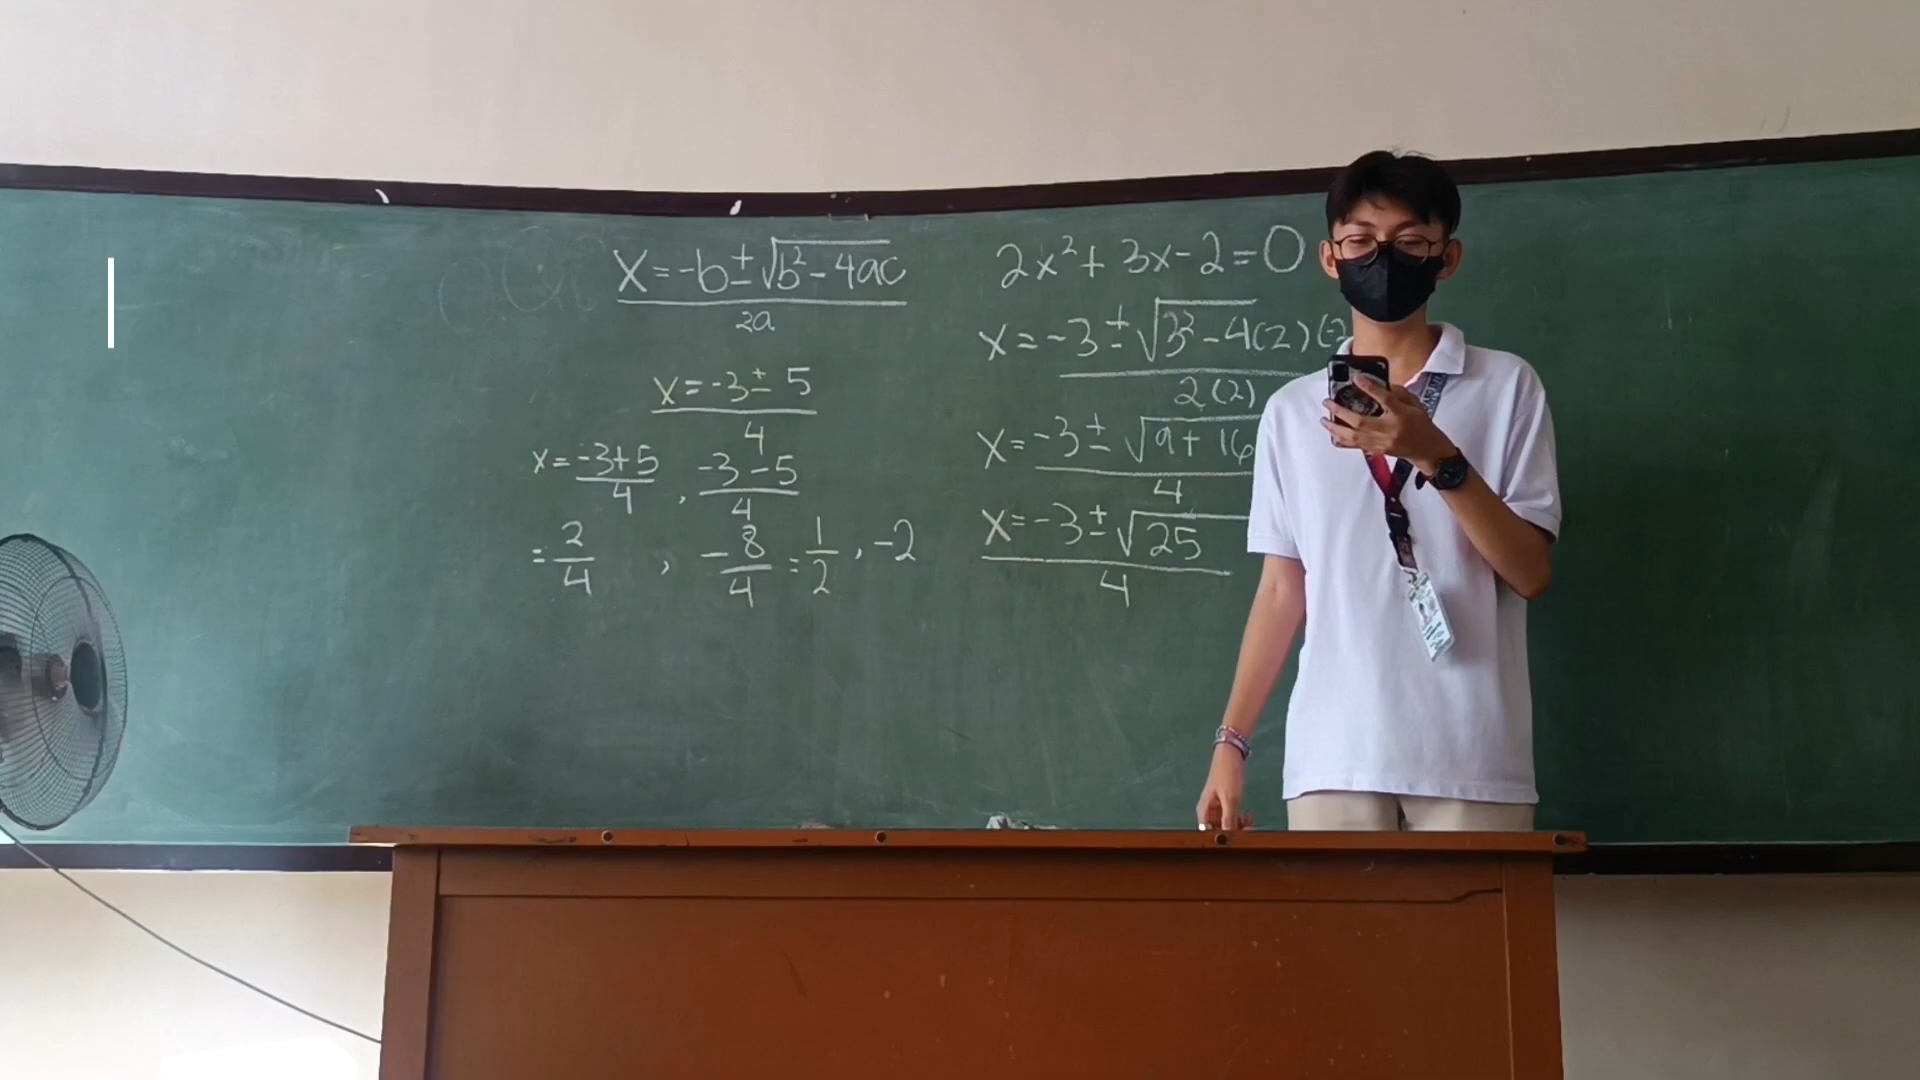 x = -b ± √b² - 4ac
2a
x = -3 ± 5
4
x = -3+5 / 4 , -3-5 / 4
= 2/4 , -8/4 = 1/2 , -2
2x² + 3x - 2 = 0
x = -3 ± √3² - 4(2)(-2
2(2)
x = -3 ± √9 + 16
4
x = -3 ± √25
4